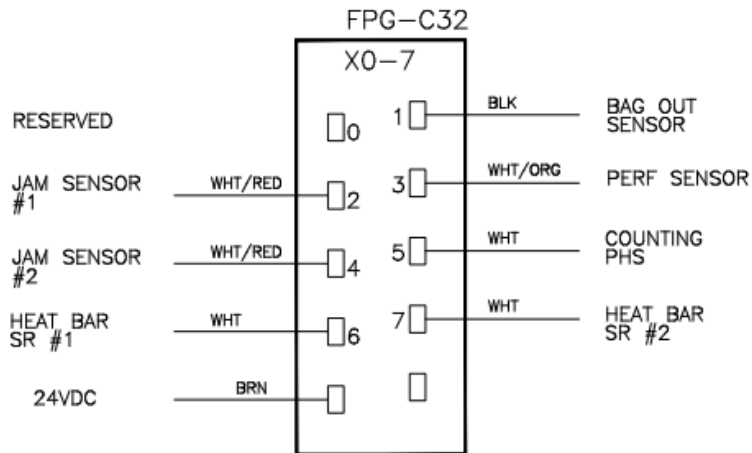 FPG-C32
X0-7
RESERVED
0
1
BLK
BAG OUT
SENSOR
JAM SENSOR
#1
WHT/RED
2
3
WHT/ORG
PERF SENSOR
JAM SENSOR
#2
WHT/RED
4
5
WHT
COUNTING
PHS
HEAT BAR
SR #1
WHT
6
7
WHT
HEAT BAR
SR #2
24VDC
BRN